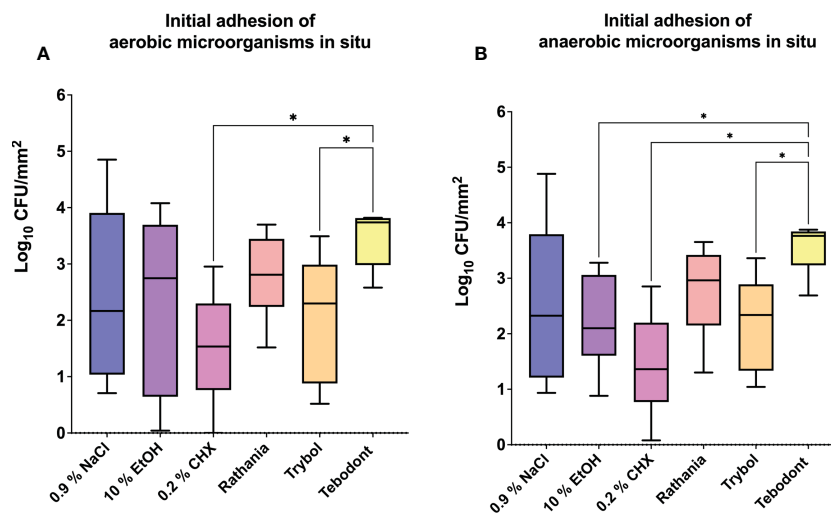 Initial adhesion of
aerobic microorganisms in situ
A
Log10 CFU/mm2
6
5
4
3
2
1
0
*
*
0.9 % NaCl
10 % EtOH
0.2 % CHX
Rathania
Trybol
Tebodont
Initial adhesion of
anaerobic microorganisms in situ
B
Log10 CFU/mm2
6
5
4
3
2
1
0
*
*
*
0.9 % NaCl
10 % EtOH
0.2 % CHX
Rathania
Trybol
Tebodont